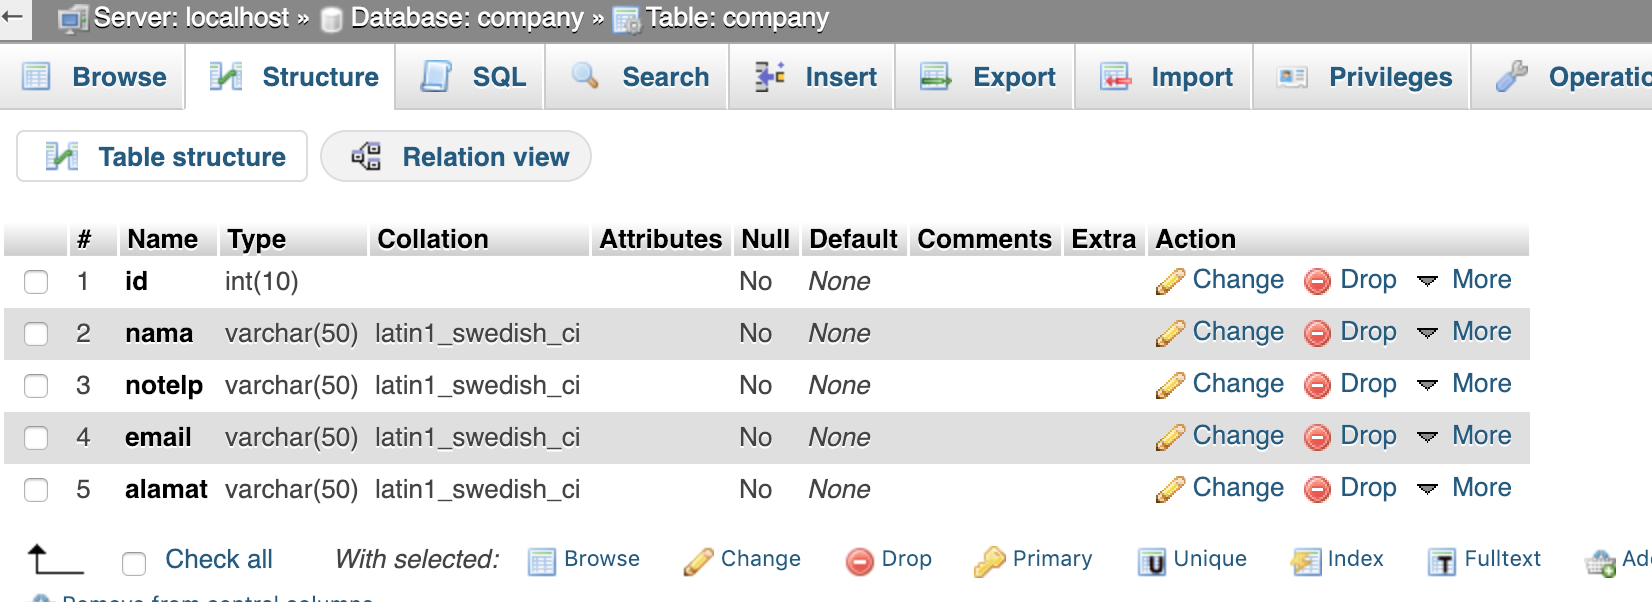 ← Server: localhost » Database: company » Table: company
Browse Structure SQL Search Insert Export Import Privileges Operatio
Table structure Relation view
# Name Type Collation Attributes Null Default Comments Extra Action
1 id int(10) No None Change Drop More
2 nama varchar(50) latin1_swedish_ci No None Change Drop More
3 notelp varchar(50) latin1_swedish_ci No None Change Drop More
4 email varchar(50) latin1_swedish_ci No None Change Drop More
5 alamat varchar(50) latin1_swedish_ci No None Change Drop More
Check all With selected: Browse Change Drop Primary Unique Index Fulltext Ad
Remove from central columns